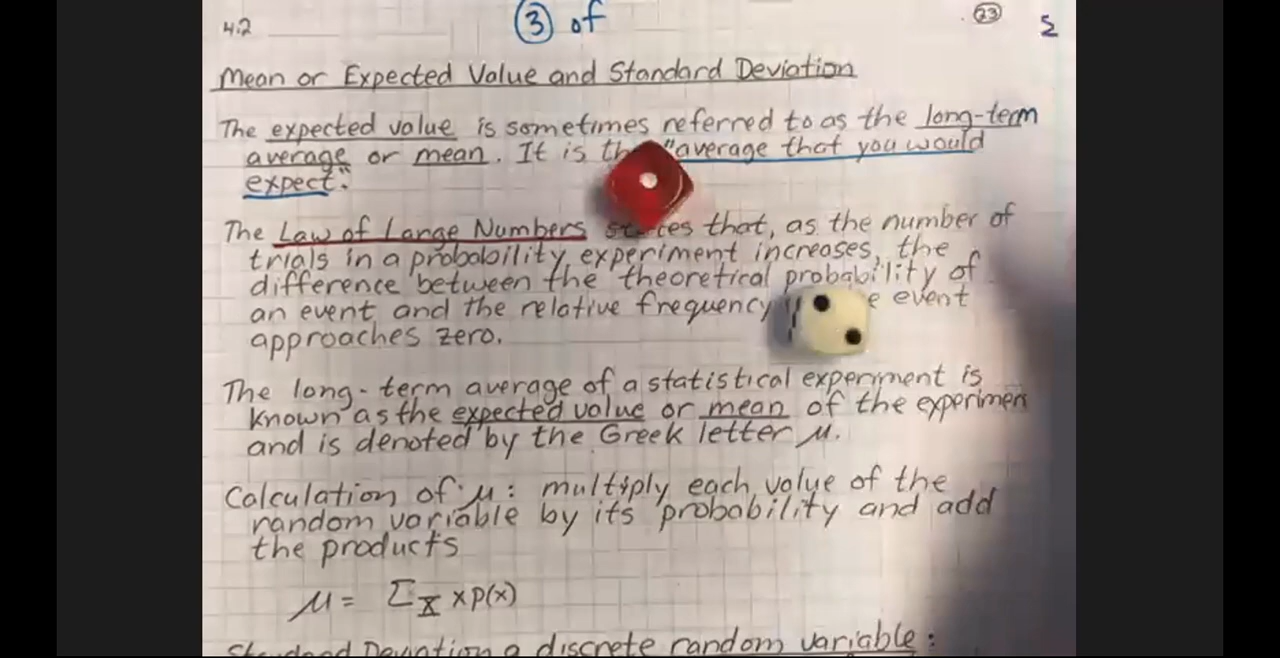 4.2
③ of
㉓
Mean or Expected Value and Standard Deviation
The expected value is sometimes referred to as the long-term
average or mean. It is "average that you would
expect".
The Law of Large Numbers that, as the number of
trials in a probability experiment increases, the
difference between the theoretical probability of
an event and the relative frequency event
approaches zero.
The long-term average of a statistical experiment is
known as the expected value or mean of the experimen
and is denoted by the Greek letter μ.
Calculation of μ: multiply each value of the
random variable by its probability and add
the products
μ = Σx xp(x)
Deviation a discrete random variable: